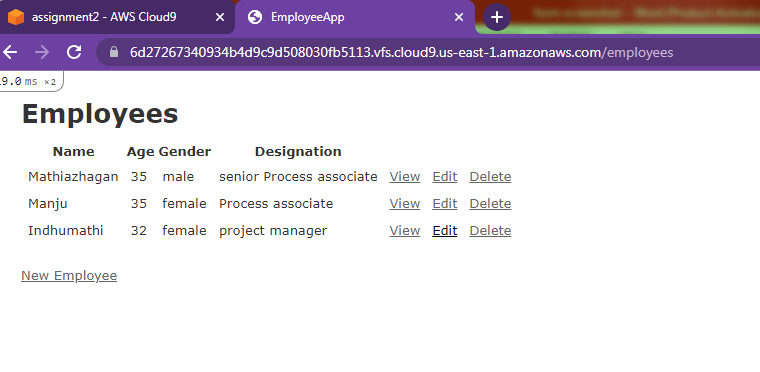 assignment2 - AWS Cloud9
EmployeeApp
6d27267340934b4d9c9d508030fb5113.vfs.cloud9.us-east-1.amazonaws.com/employees
9.0 ms ×2
Employees
Name Age Gender Designation
Mathiazhagan 35 male senior Process associate View Edit Delete
Manju 35 female Process associate View Edit Delete
Indhumathi 32 female project manager View Edit Delete
New Employee